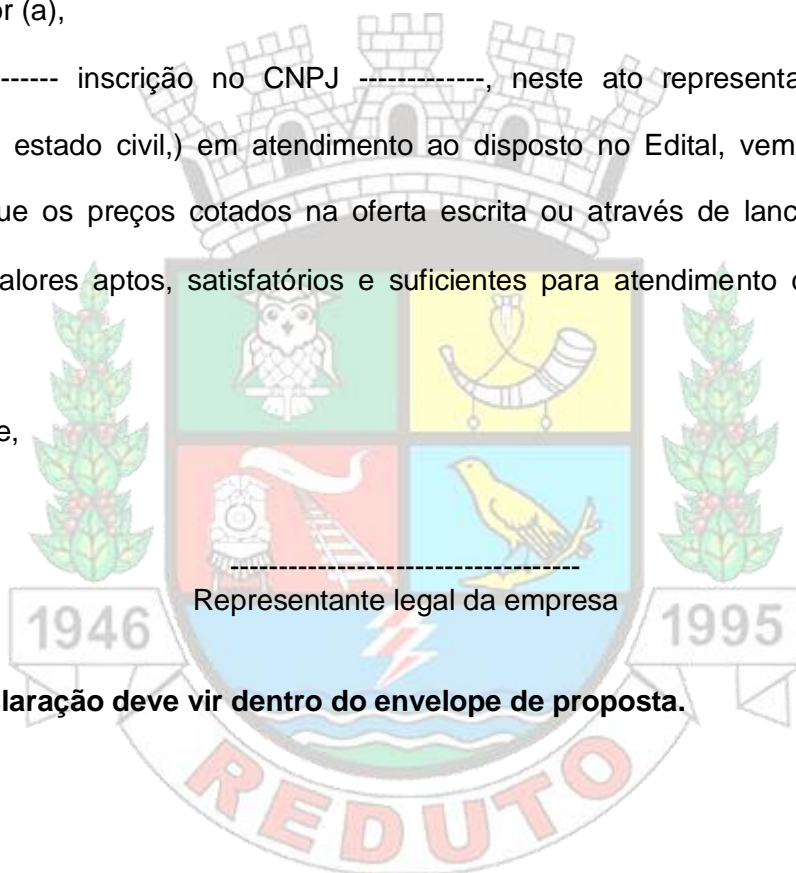 or (a),
------ inscrição no CNPJ -------------, neste ato representa
estado civil,) em atendimento ao disposto no Edital, vem
ue os preços cotados na oferta escrita ou através de lanc
alores aptos, satisfatórios e suficientes para atendimento
e,
------------------------------------
Representante legal da empresa
1946
1995
laração deve vir dentro do envelope de proposta.
REDUTO